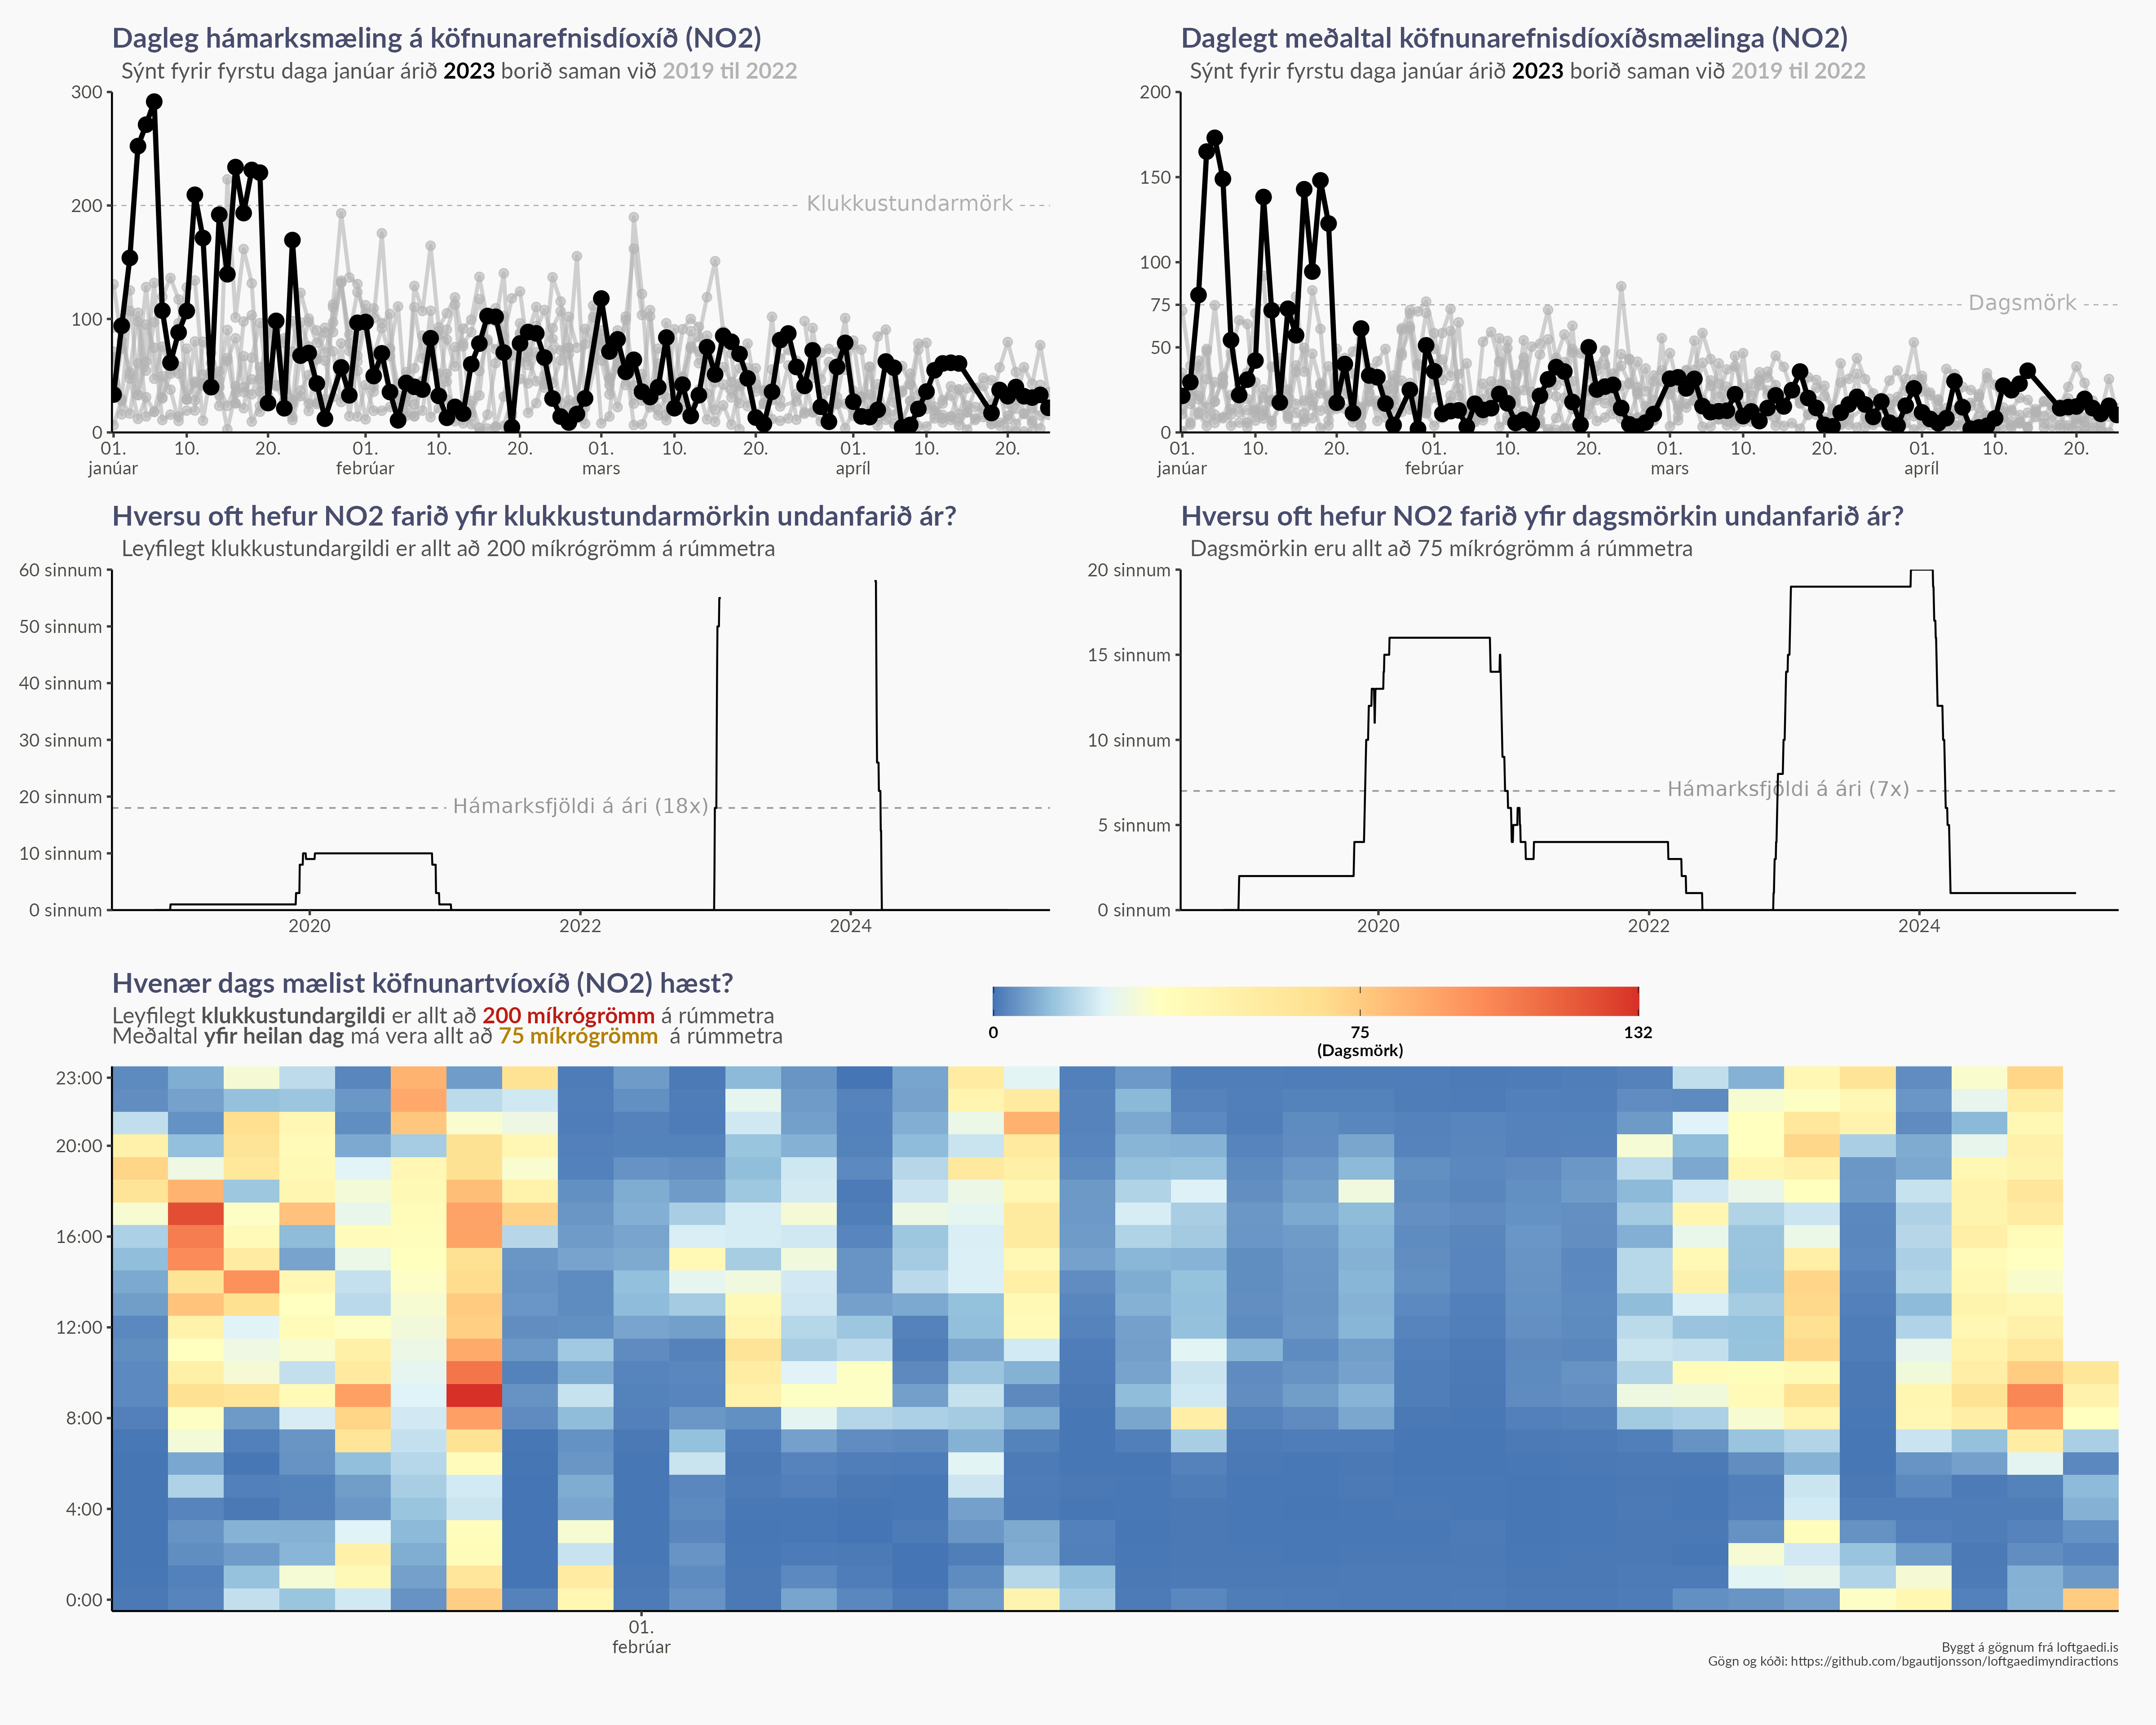 Dagleg hámarksmæling á köfnunarefnisdíoxíð (NO2)
Sýnt fyrir fyrstu daga janúar árið 2023 borið saman við 2019 til 2022
300
200
100
0
Klukkustundarmörk
01. 10. 20. 01. 10. 20. 01. 10. 20. 01. 10. 20.
janúar febrúar mars apríl
Daglegt meðaltal köfnunarefnisdíoxíðsmælinga (NO2)
Sýnt fyrir fyrstu daga janúar árið 2023 borið saman við 2019 til 2022
200
150
100
75
50
0
Dagsmörk
01. 10. 20. 01. 10. 20. 01. 10. 20. 01. 10. 20.
janúar febrúar mars apríl
Hversu oft hefur NO2 farið yfir klukkustundarmörkin undanfarið ár?
Leyfilegt klukkustundargildi er allt að 200 míkrógrömm á rúmmetra
60 sinnum
50 sinnum
40 sinnum
30 sinnum
20 sinnum
10 sinnum
0 sinnum
Hámarksfjöldi á ári (18x)
2020 2022 2024
Hversu oft hefur NO2 farið yfir dagsmörkin undanfarið ár?
Dagsmörkin eru allt að 75 míkrógrömm á rúmmetra
20 sinnum
15 sinnum
10 sinnum
5 sinnum
0 sinnum
Hámarksfjöldi á ári (7x)
2020 2022 2024
Hvenær dags mælist köfnunartvíoxíð (NO2) hæst?
Leyfilegt klukkustundargildi er allt að 200 míkrógrömm á rúmmetra
Meðaltal yfir heilan dag má vera allt að 75 míkrógrömm á rúmmetra
0 75 132
(Dagsmörk)
23:00
20:00
16:00
12:00
8:00
4:00
0:00
01.
febrúar
Byggt á gögnum frá loftgaedi.is
Gögn og kóði: https://github.com/bgautijonsson/loftgaedimyndiractions